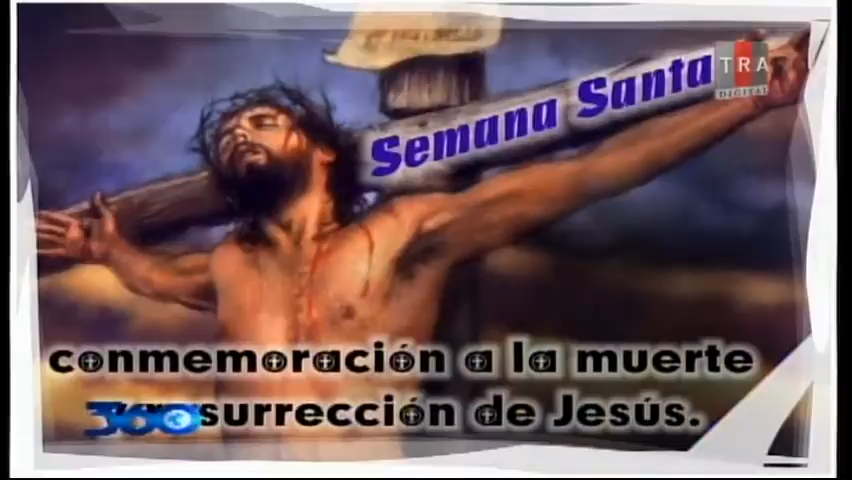 Semana Santa
TRA
DIGITAL
conmemoración a la muerte
surrección de Jesús.
360